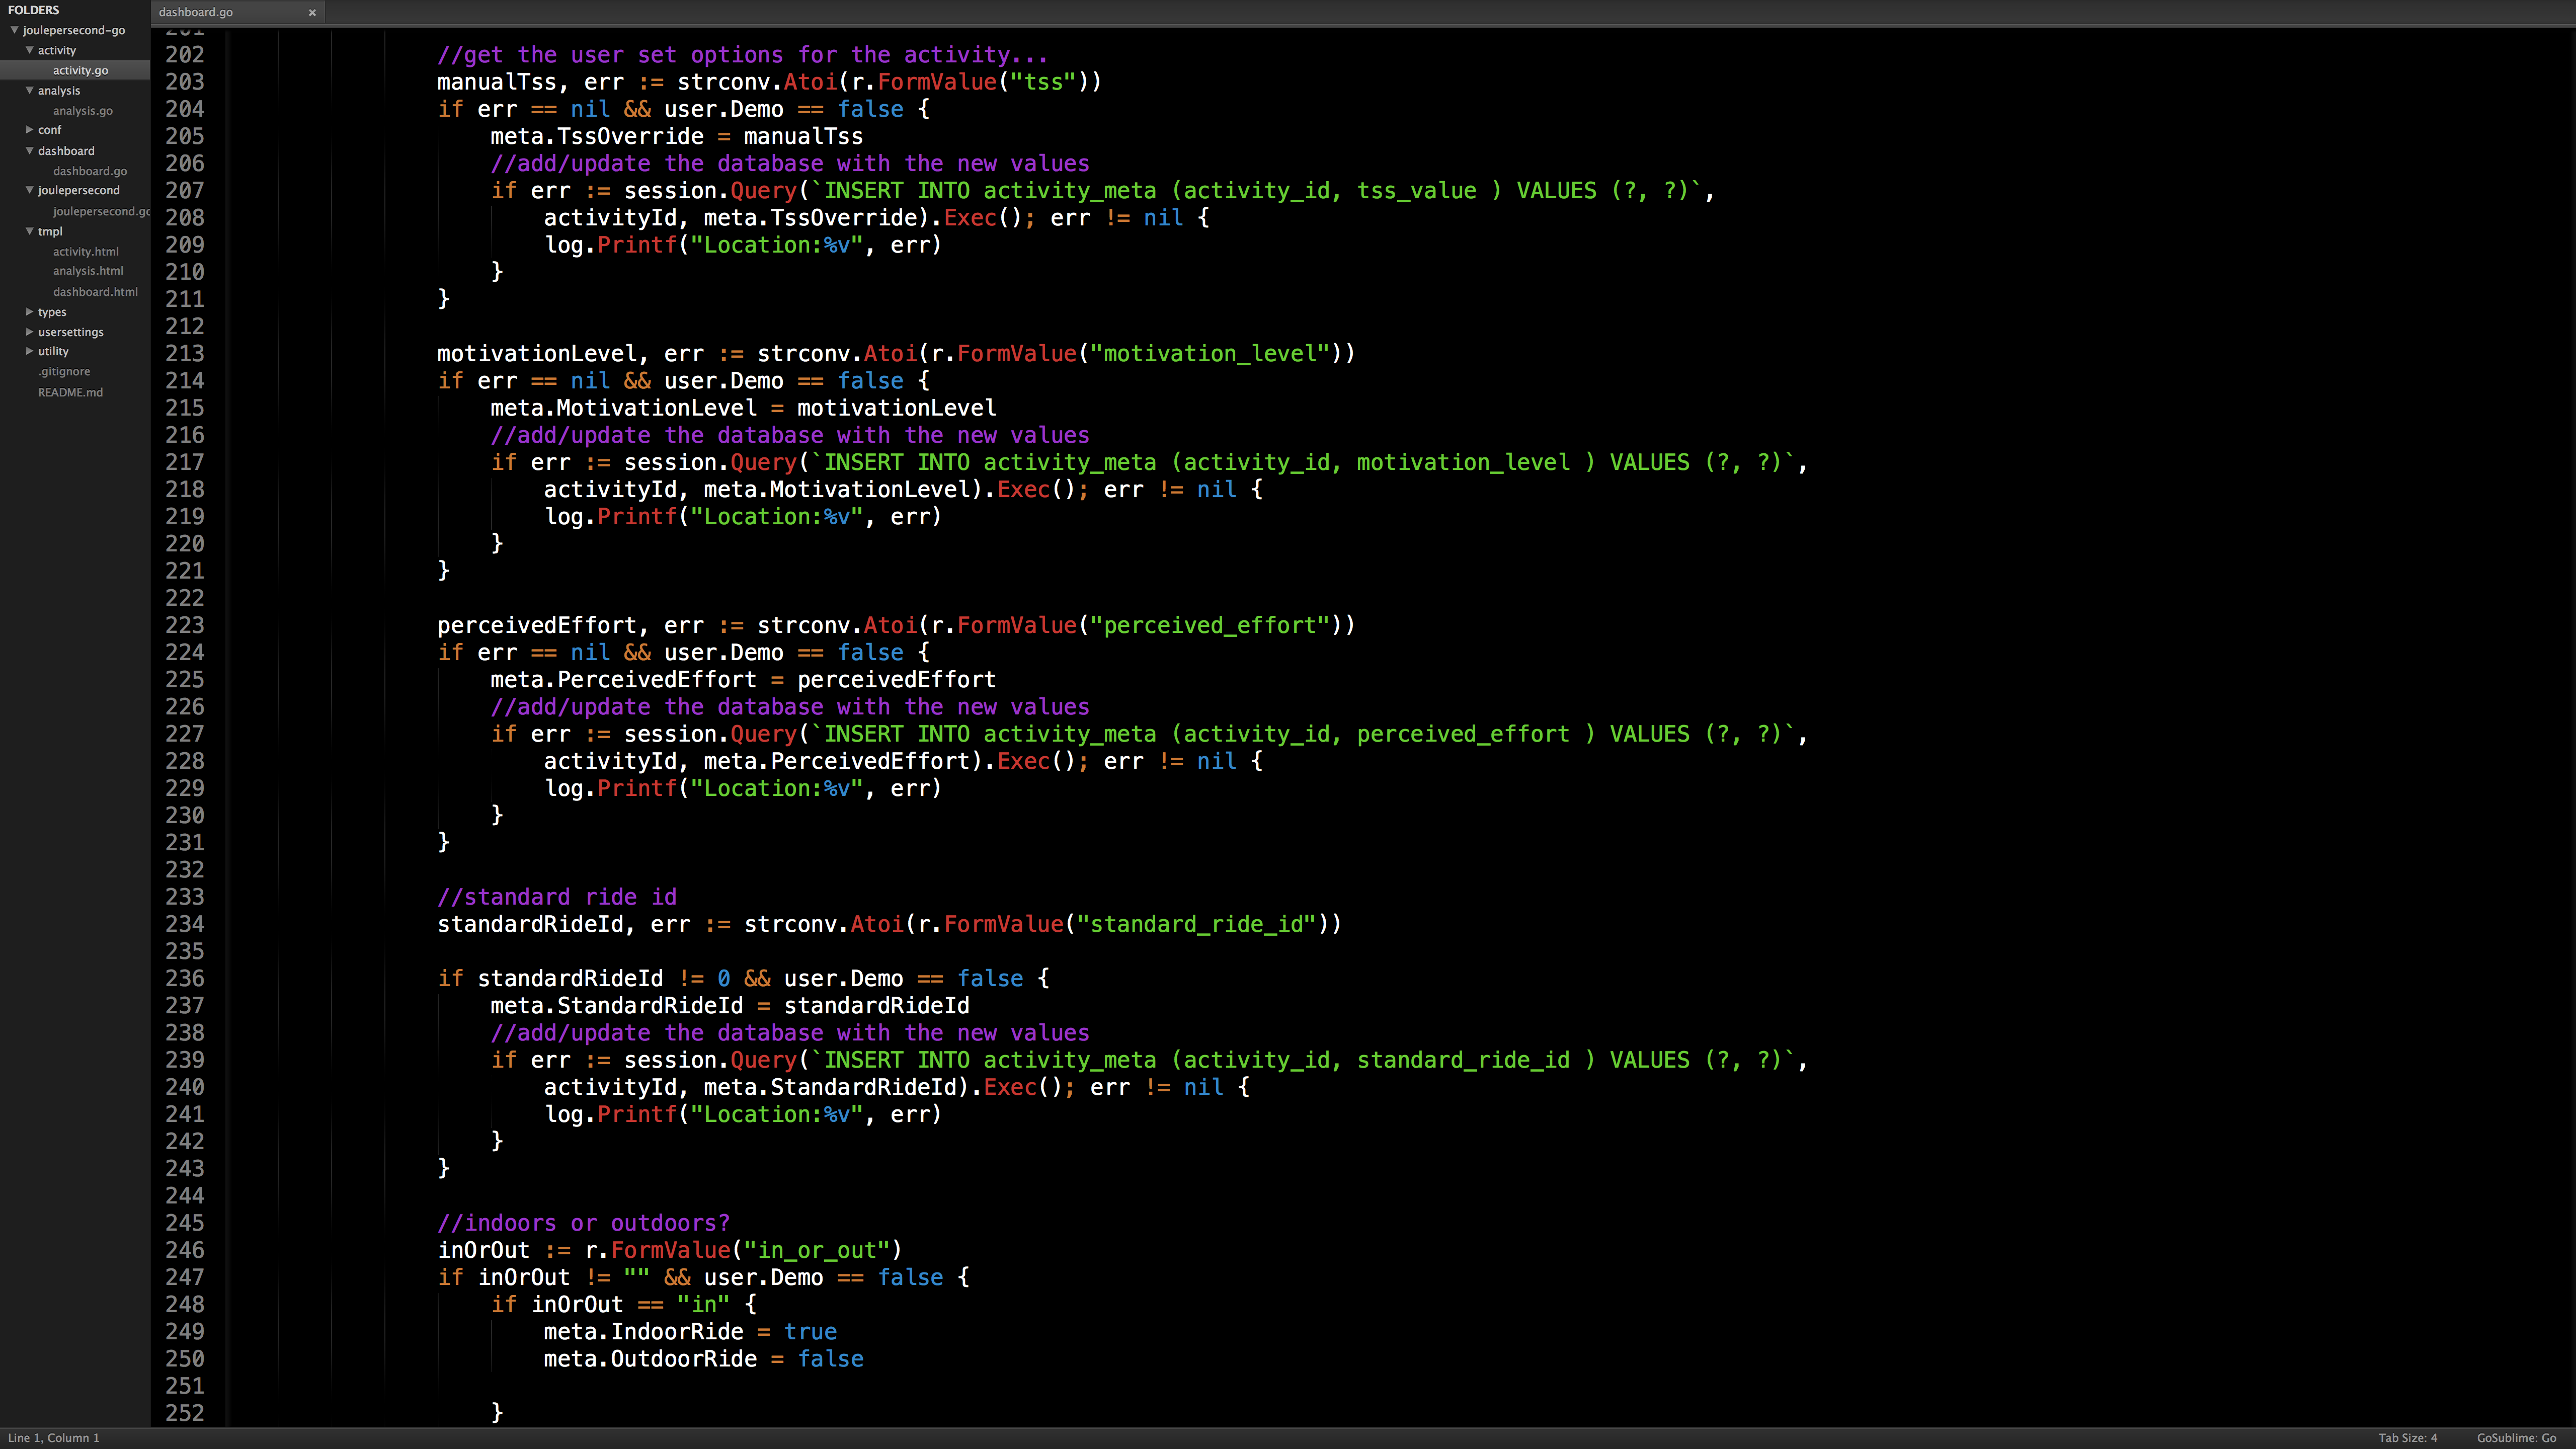 FOLDERS
joulepersecond-go
activity
activity.go
analysis
analysis.go
conf
dashboard
dashboard.go
joulepersecond
joulepersecond.go
tmpl
activity.html
analysis.html
dashboard.html
types
usersettings
utility
.gitignore
README.md
dashboard.go ×
201
202 //get the user set options for the activity...
203 manualTss, err := strconv.Atoi(r.FormValue("tss"))
204 if err == nil && user.Demo == false {
205 meta.TssOverride = manualTss
206 //add/update the database with the new values
207 if err := session.Query(`INSERT INTO activity_meta (activity_id, tss_value ) VALUES (?, ?)`,
208 activityId, meta.TssOverride).Exec(); err != nil {
209 log.Printf("Location:%v", err)
210 }
211 }
212
213 motivationLevel, err := strconv.Atoi(r.FormValue("motivation_level"))
214 if err == nil && user.Demo == false {
215 meta.MotivationLevel = motivationLevel
216 //add/update the database with the new values
217 if err := session.Query(`INSERT INTO activity_meta (activity_id, motivation_level ) VALUES (?, ?)`,
218 activityId, meta.MotivationLevel).Exec(); err != nil {
219 log.Printf("Location:%v", err)
220 }
221 }
222
223 perceivedEffort, err := strconv.Atoi(r.FormValue("perceived_effort"))
224 if err == nil && user.Demo == false {
225 meta.PerceivedEffort = perceivedEffort
226 //add/update the database with the new values
227 if err := session.Query(`INSERT INTO activity_meta (activity_id, perceived_effort ) VALUES (?, ?)`,
228 activityId, meta.PerceivedEffort).Exec(); err != nil {
229 log.Printf("Location:%v", err)
230 }
231 }
232
233 //standard ride id
234 standardRideId, err := strconv.Atoi(r.FormValue("standard_ride_id"))
235
236 if standardRideId != 0 && user.Demo == false {
237 meta.StandardRideId = standardRideId
238 //add/update the database with the new values
239 if err := session.Query(`INSERT INTO activity_meta (activity_id, standard_ride_id ) VALUES (?, ?)`,
240 activityId, meta.StandardRideId).Exec(); err != nil {
241 log.Printf("Location:%v", err)
242 }
243 }
244
245 //indoors or outdoors?
246 inOrOut := r.FormValue("in_or_out")
247 if inOrOut != "" && user.Demo == false {
248 if inOrOut == "in" {
249 meta.IndoorRide = true
250 meta.OutdoorRide = false
251
252 }
Line 1, Column 1
Tab Size: 4
GoSublime: Go